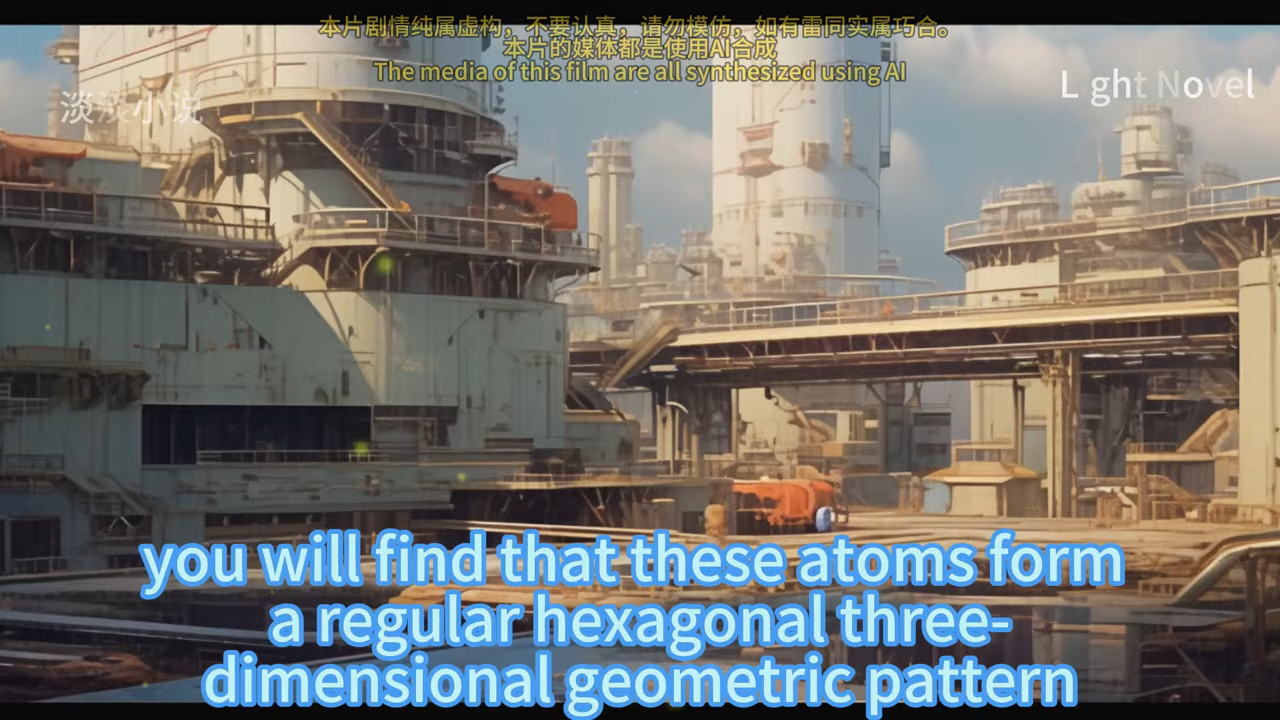 本片剧情纯属虚构，不要认真，请勿模仿，如有雷同实属巧合。
本片的媒体都是使用AI合成
The media of this film are all synthesized using AI
L ght Novel
淡淡小说
you will find that these atoms form
a regular hexagonal three-
dimensional geometric pattern